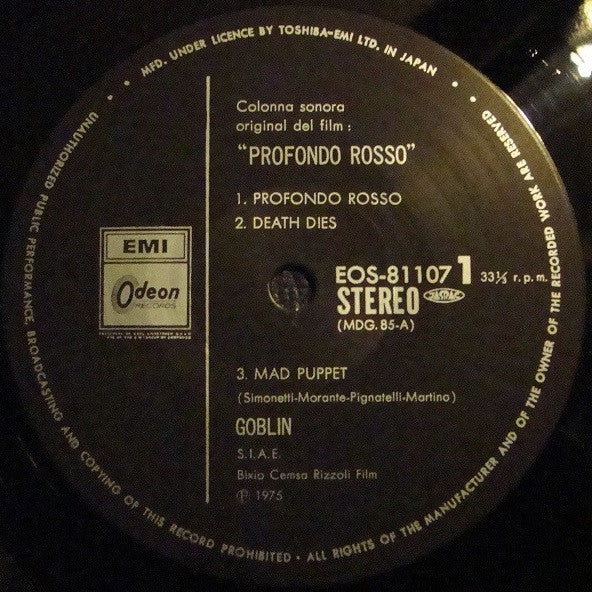 • MFD. UNDER LICENCE BY TOSHIBA-EMI LTD. IN JAPAN •
Colonna sonora
original del film :
"PROFONDO ROSSO"
1. PROFONDO ROSSO
2. DEATH DIES
EMI
Odeon
RECORDS
EOS-81107 1 33⅓ r.p.m.
STEREO JASRAC
(MDG. 85-A)
3. MAD PUPPET
(Simonetti-Morante-Pignatelli-Martino)
GOBLIN
S.I.A.E.
Bixio Cemsa Rizzoli Film
Ⓟ 1975
UNAUTHORIZED PUBLIC PERFORMANCE, BROADCASTING AND COPYING OF THIS RECORD PROHIBITED • ALL RIGHTS OF THE MANUFACTURER AND OF THE OWNER OF THE RECORDED WORK ARE RESERVED